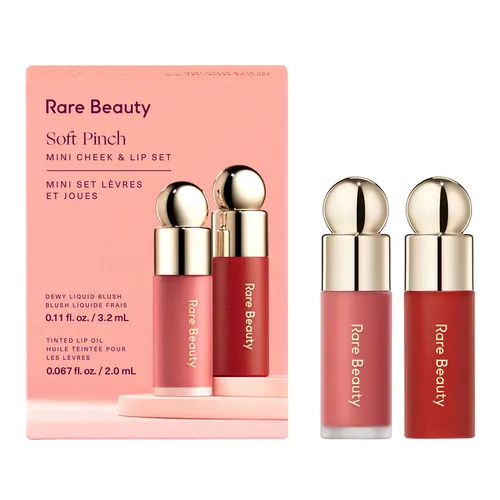 Rare Beauty
Soft Pinch
MINI CHEEK & LIP SET
MINI SET LÈVRES
ET JOUES
DEWY LIQUID BLUSH
BLUSH LIQUIDE FRAIS
0.11 fl. oz. / 3.2 mL
TINTED LIP OIL
HUILE TEINTÉE POUR
LES LÈVRES
0.067 fl. oz. / 2.0 mL
Rare Beauty
Rare Beauty
Rare Beauty
Rare Beauty